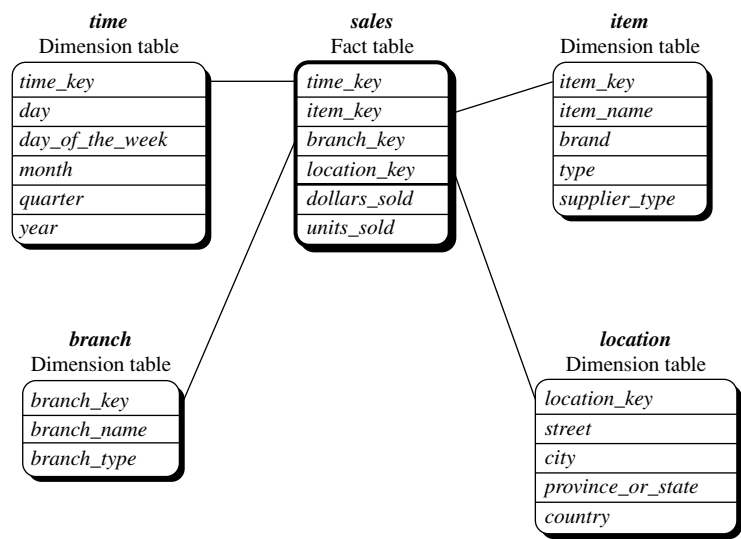 time
Dimension table
time_key
day
day_of_the_week
month
quarter
year
sales
Fact table
time_key
item_key
branch_key
location_key
dollars_sold
units_sold
item
Dimension table
item_key
item_name
brand
type
supplier_type
branch
Dimension table
branch_key
branch_name
branch_type
location
Dimension table
location_key
street
city
province_or_state
country